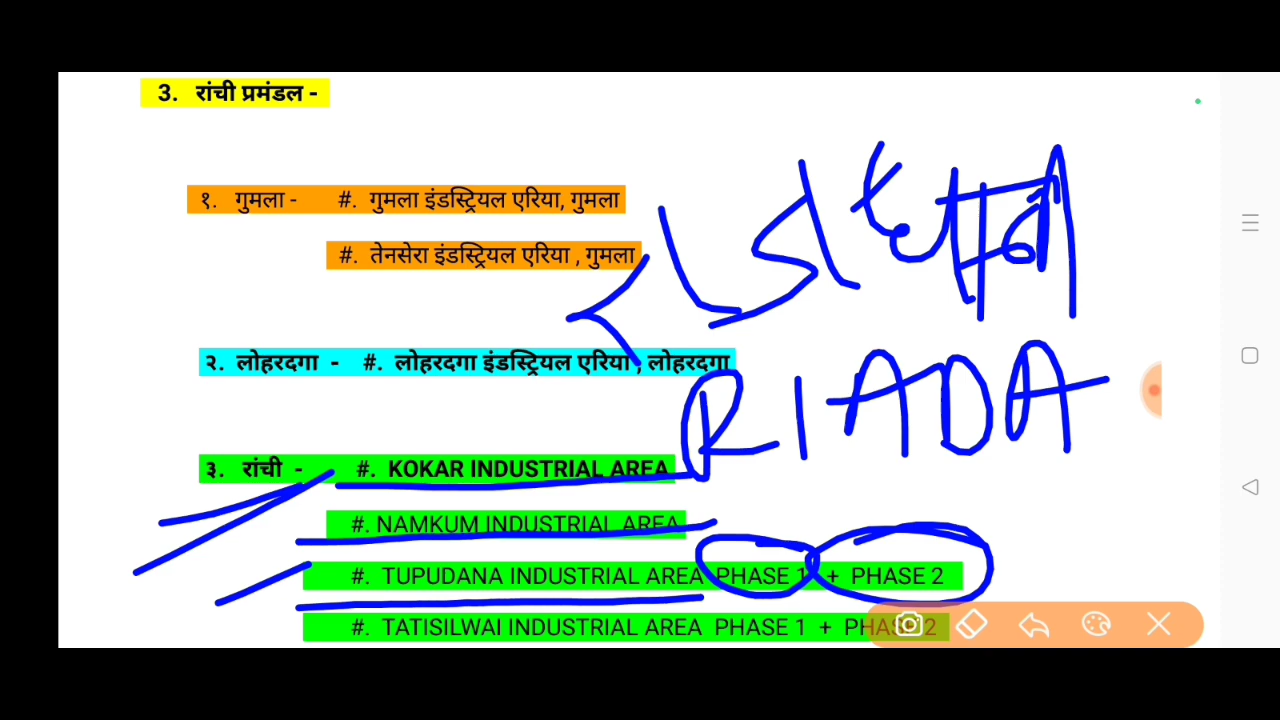 3. रांची प्रमंडल -
१. गुमला - #. गुमला इंडस्ट्रियल एरिया, गुमला
#. तेनसेरा इंडस्ट्रियल एरिया , गुमला
२. लोहरदगा - #. लोहरदगा इंडस्ट्रियल एरिया , लोहरदगा
RIADA
३. रांची - #. KOKAR INDUSTRIAL AREA
#. NAMKUM INDUSTRIAL AREA
#. TUPUDANA INDUSTRIAL AREA PHASE 1 + PHASE 2
#. TATISILWAI INDUSTRIAL AREA PHASE 1 + PHASE 2